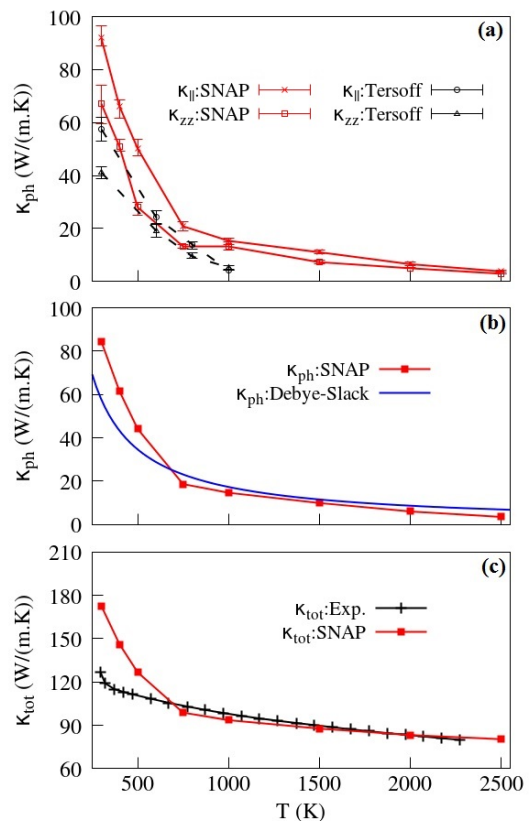 (a)
100
80
60
40
20
0
κph (W/(m.K))
κ||:SNAP
κzz:SNAP
κ||:Tersoff
κzz:Tersoff
(b)
100
80
60
40
20
0
κph (W/(m.K))
κph:SNAP
κph:Debye-Slack
(c)
210
180
150
120
90
60
κtot (W/(m.K))
κtot:Exp.
κtot:SNAP
500 1000 1500 2000 2500
T (K)